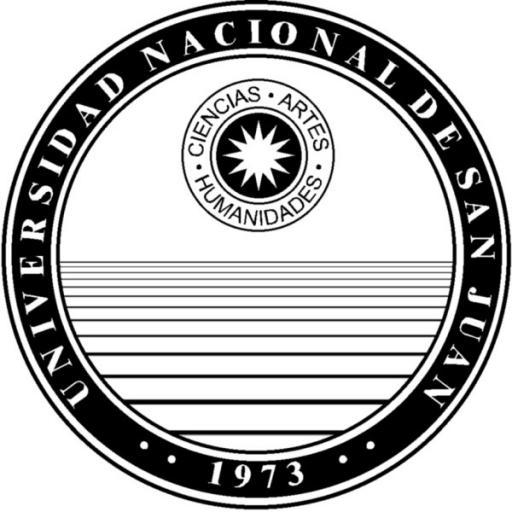 UNIVERSIDAD NACIONAL DE SAN JUAN
CIENCIAS · ARTES
· HUMANIDADES ·
·· 1973 ··